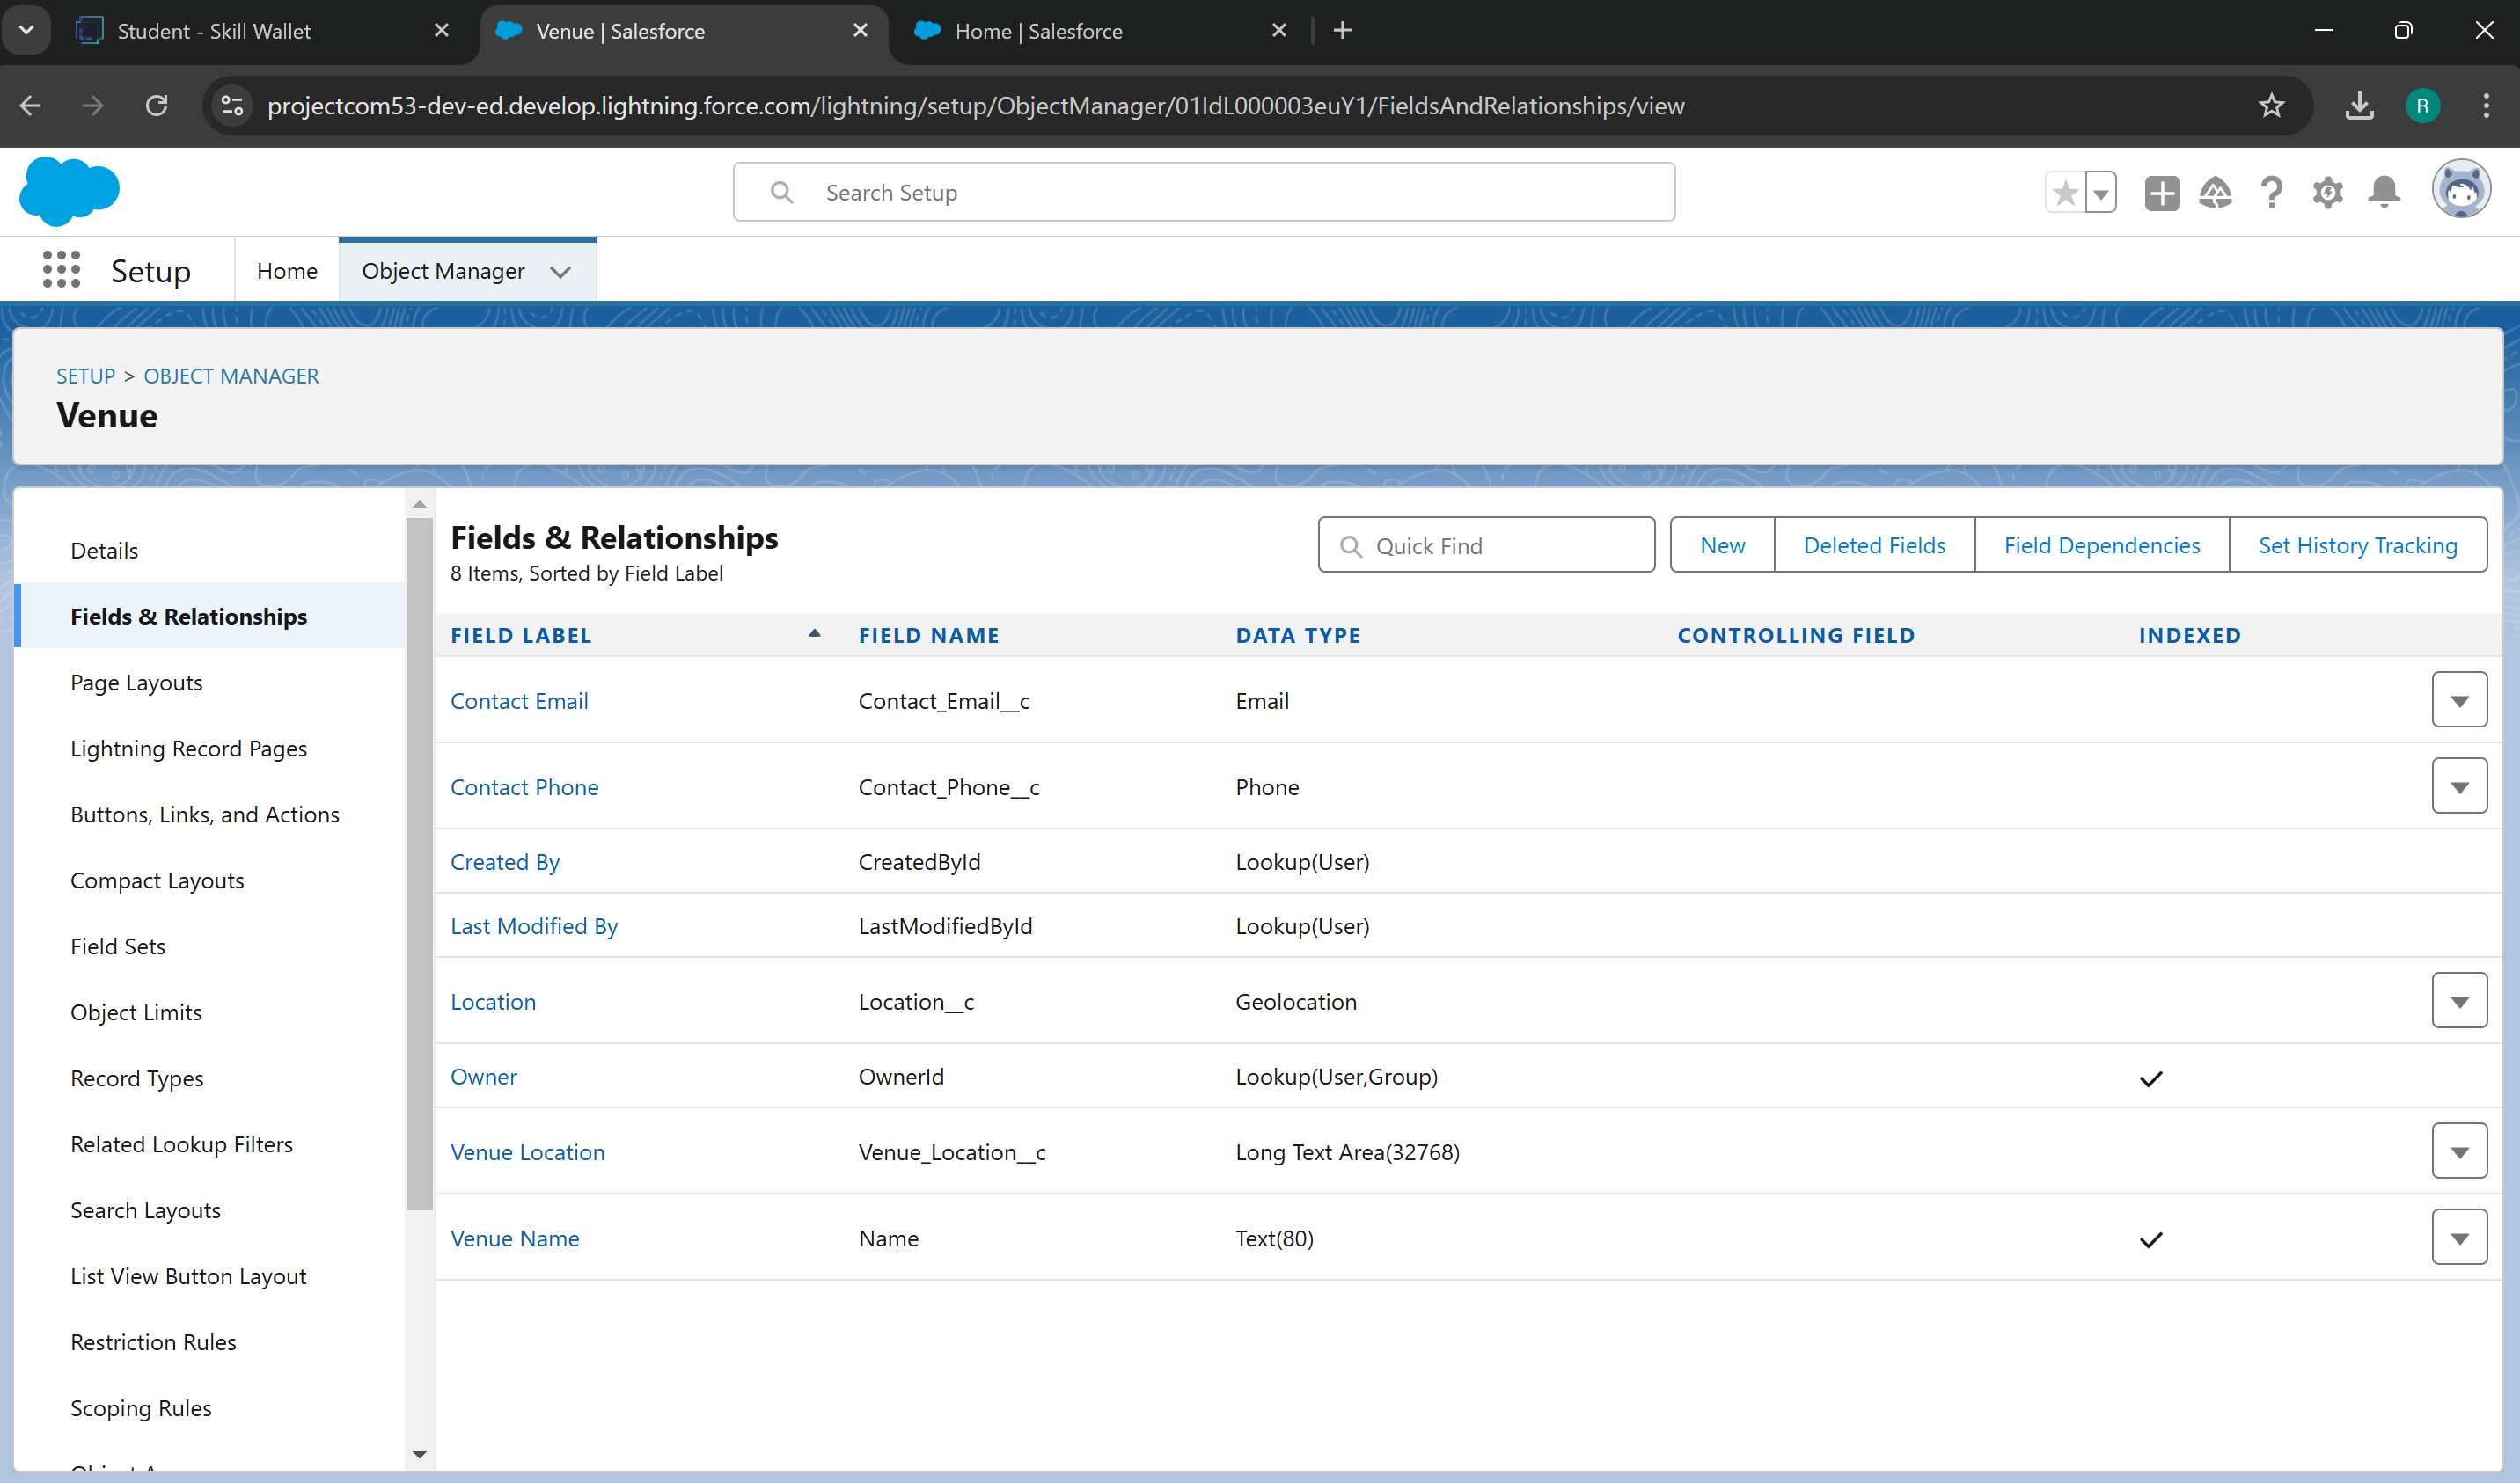 Student - Skill Wallet
Venue | Salesforce
Home | Salesforce
projectcom53-dev-ed.develop.lightning.force.com/lightning/setup/ObjectManager/01IdL000003euY1/FieldsAndRelationships/view
R
Search Setup
Setup
Home
Object Manager
SETUP > OBJECT MANAGER
Venue
Details
Fields & Relationships
Page Layouts
Lightning Record Pages
Buttons, Links, and Actions
Compact Layouts
Field Sets
Object Limits
Record Types
Related Lookup Filters
Search Layouts
List View Button Layout
Restriction Rules
Scoping Rules
Fields & Relationships
8 Items, Sorted by Field Label
Quick Find
New
Deleted Fields
Field Dependencies
Set History Tracking
FIELD LABEL FIELD NAME DATA TYPE CONTROLLING FIELD INDEXED
Contact Email Contact_Email__c Email
Contact Phone Contact_Phone__c Phone
Created By CreatedById Lookup(User)
Last Modified By LastModifiedById Lookup(User)
Location Location__c Geolocation
Owner OwnerId Lookup(User,Group)
Venue Location Venue_Location__c Long Text Area(32768)
Venue Name Name Text(80)